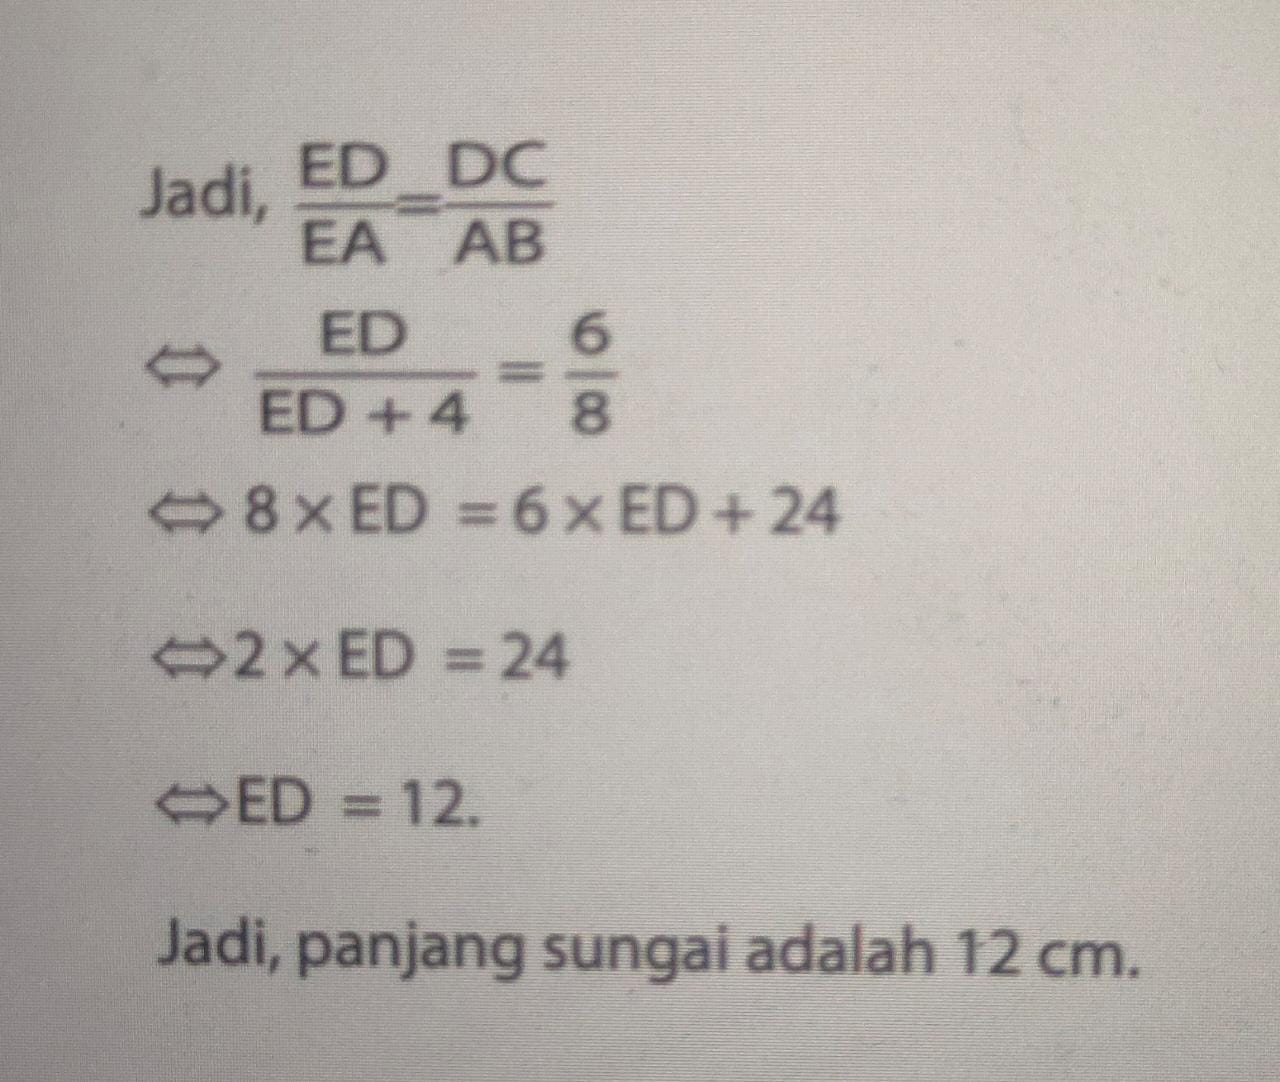 Jadi, ED/EA = DC/AB
⇔ ED/(ED + 4) = 6/8
⇔ 8 × ED = 6 × ED + 24
⇔ 2 × ED = 24
⇔ ED = 12.
Jadi, panjang sungai adalah 12 cm.